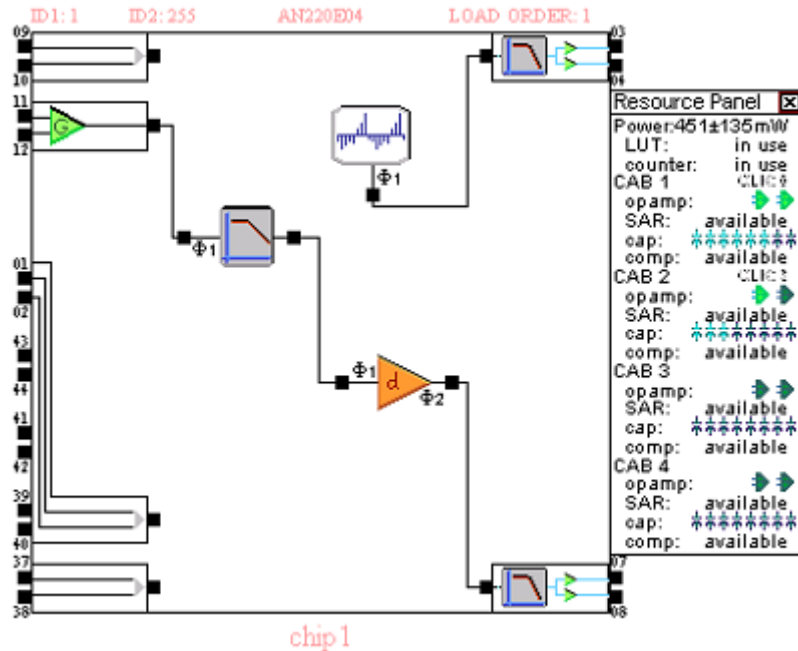 ID1:1 ID2:255 AN220E04 LOAD ORDER:1
09
10
11
12
G
01
02
43
44
41
42
39
40
37
38
Φ1
Φ1
Φ1
d
Φ2
03
04
07
08
Resource Panel
Power:451±135mW
LUT: in use
counter: in use
CAB 1
opamp:
SAR: available
cap:
comp: available
CAB 2
opamp:
SAR: available
cap:
comp: available
CAB 3
opamp:
SAR: available
cap:
comp: available
CAB 4
opamp:
SAR: available
cap:
comp: available
chip1